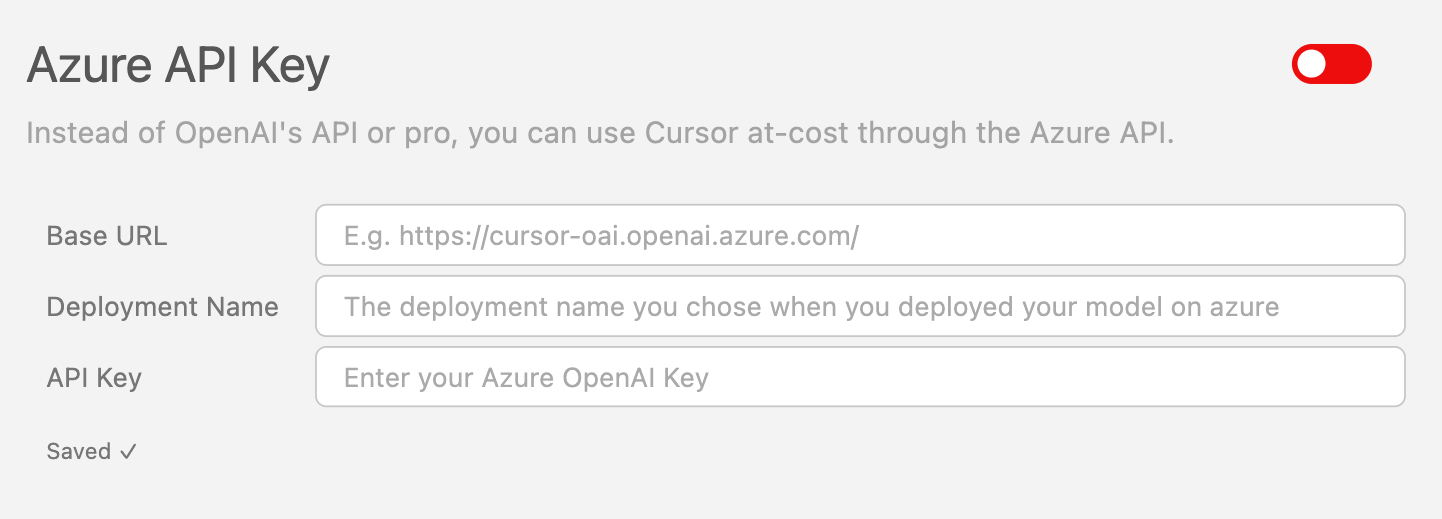 Azure API Key
Instead of OpenAI's API or pro, you can use Cursor at-cost through the Azure API.
Base URL
E.g. https://cursor-oai.openai.azure.com/
Deployment Name
The deployment name you chose when you deployed your model on azure
API Key
Enter your Azure OpenAI Key
Saved ✓